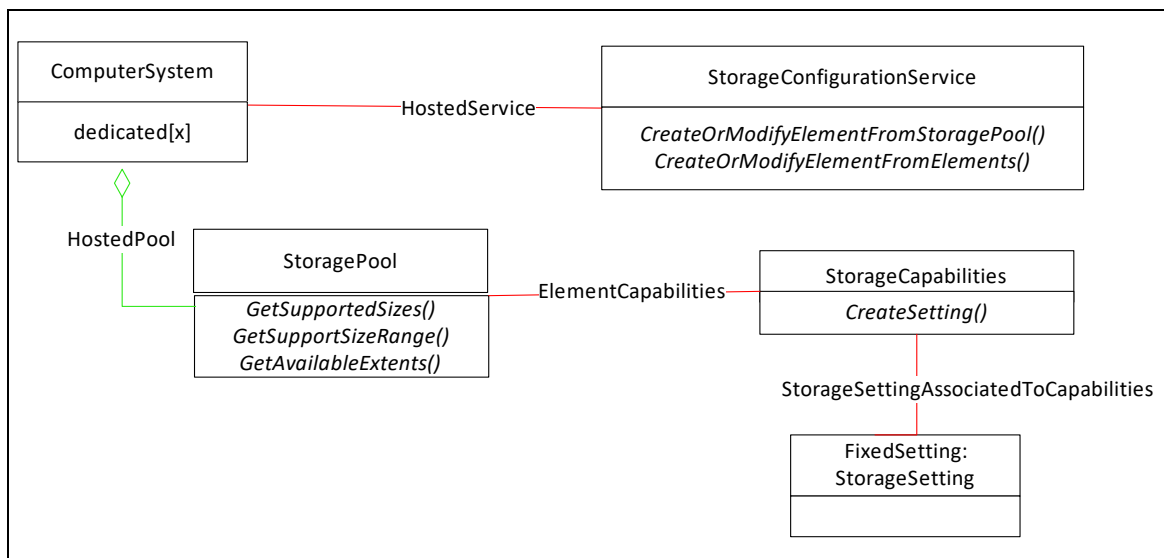 ComputerSystem
dedicated[x]
HostedService
StorageConfigurationService
CreateOrModifyElementFromStoragePool()
CreateOrModifyElementFromElements()
HostedPool
StoragePool
GetSupportedSizes()
GetSupportSizeRange()
GetAvailableExtents()
ElementCapabilities
StorageCapabilities
CreateSetting()
StorageSettingAssociatedToCapabilities
FixedSetting:
StorageSetting